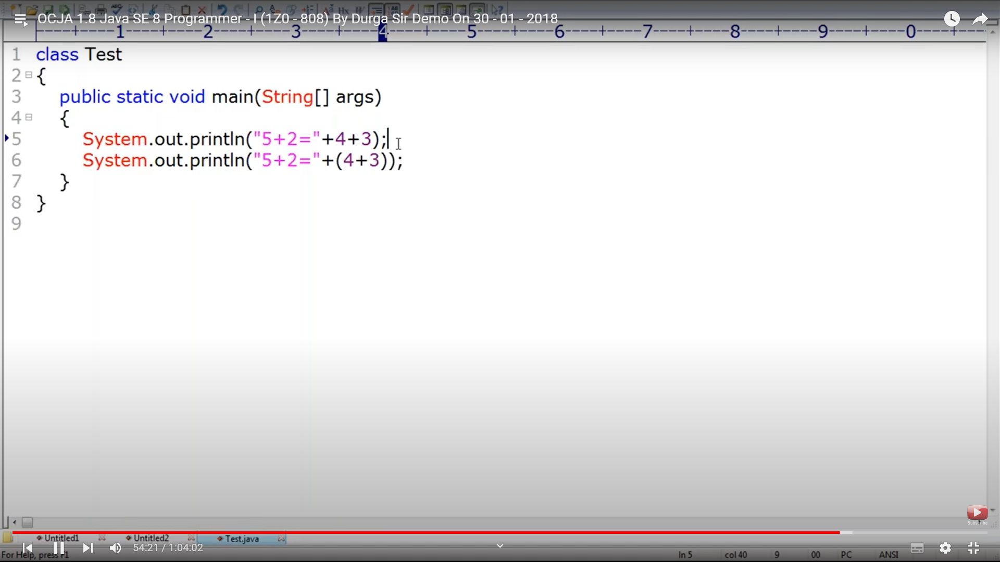 OCJA 1.8 Java SE 8 Programmer - I (1Z0 - 808) By Durga Sir Demo On 30 - 01 - 2018
----+----1----+----2----+----3----+----4----+----5----+----6----+----7----+----8----+----9----+----0----+----
1 class Test
2 {
3 public static void main(String[] args)
4 {
5 System.out.println("5+2="+4+3);
6 System.out.println("5+2="+(4+3));
7 }
8 }
9
Subscribe
Untitled1 Untitled2 Test.java
54:21 / 1:04:02
For Help, press F1 ln 5 col 40 9 00 PC ANSI